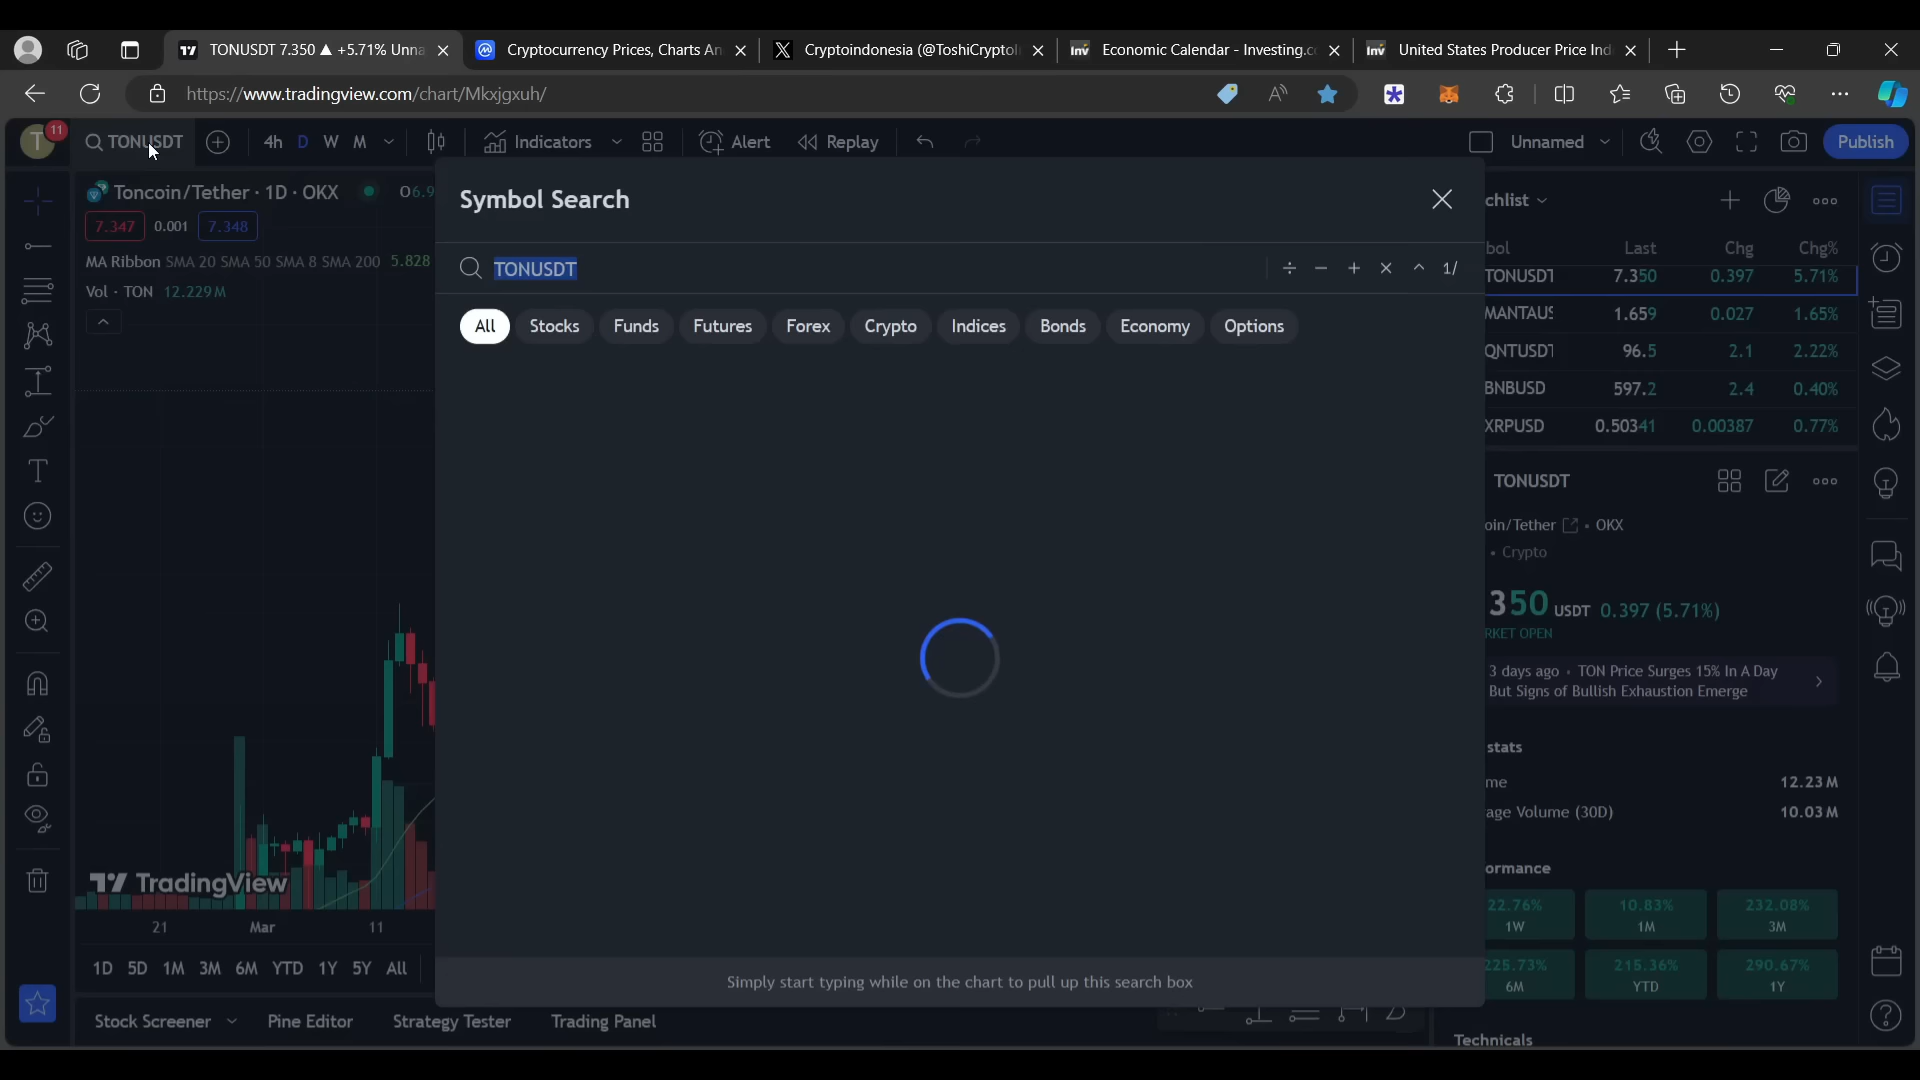 TONUSDT 7.350 ▲ +5.71% Unna
Cryptocurrency Prices, Charts An
Cryptoindonesia (@ToshiCryptoI
Economic Calendar - Investing.c
United States Producer Price Ind
https://www.tradingview.com/chart/Mkxjgxuh/
T
11
TONUSDT
4h D W M
Indicators
Alert
Replay
Unnamed
Publish
Toncoin/Tether · 1D · OKX
O6.9
7.347 0.001 7.348
MA Ribbon SMA 20 SMA 50 SMA 8 SMA 200 5.828
Vol · TON 12.229M
Symbol Search
TONUSDT
÷ − + × ^ 1/
All Stocks Funds Futures Forex Crypto Indices Bonds Economy Options
Simply start typing while on the chart to pull up this search box
chlist
bol Last Chg Chg%
TONUSDT 7.350 0.397 5.71%
MANTAUS 1.659 0.027 1.65%
QNTUSDT 96.5 2.1 2.22%
BNBUSD 597.2 2.4 0.40%
XRPUSD 0.50341 0.00387 0.77%
TONUSDT
oin/Tether • OKX
• Crypto
350 USDT 0.397 (5.71%)
RKET OPEN
3 days ago • TON Price Surges 15% In A Day
But Signs of Bullish Exhaustion Emerge
stats
me 12.23M
age Volume (30D) 10.03M
ormance
22.76% 10.83% 232.08%
1W 1M 3M
225.73% 215.36% 290.67%
6M YTD 1Y
Technicals
TradingView
21 Mar 11
1D 5D 1M 3M 6M YTD 1Y 5Y All
Stock Screener Pine Editor Strategy Tester Trading Panel